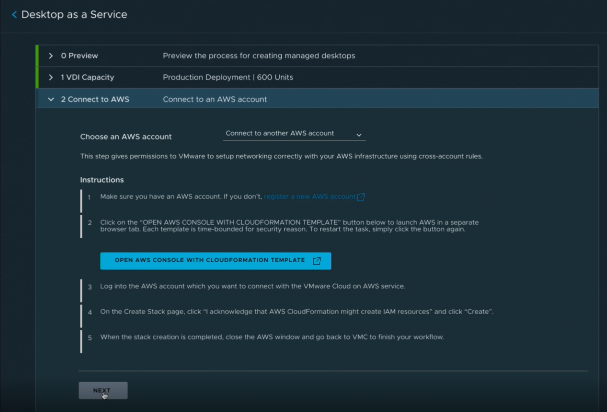 Desktop as a Service
0 Preview Preview the process for creating managed desktops
1 VDI Capacity Production Deployment | 600 Units
2 Connect to AWS Connect to an AWS account
Choose an AWS account Connect to another AWS account
This step gives permissions to VMware to setup networking correctly with your AWS infrastructure using cross-account rules.
Instructions
1 Make sure you have an AWS account. If you don't, register a new AWS account
2 Click on the "OPEN AWS CONSOLE WITH CLOUDFORMATION TEMPLATE" button below to launch AWS in a separate
browser tab. Each template is time-bounded for security reason. To restart the task, simply click the button again.
OPEN AWS CONSOLE WITH CLOUDFORMATION TEMPLATE
3 Log into the AWS account which you want to connect with the VMware Cloud on AWS service.
4 On the Create Stack page, click "I acknowledge that AWS CloudFormation might create IAM resources" and click "Create".
5 When the stack creation is completed, close the AWS window and go back to VMC to finish your workflow.
NEXT